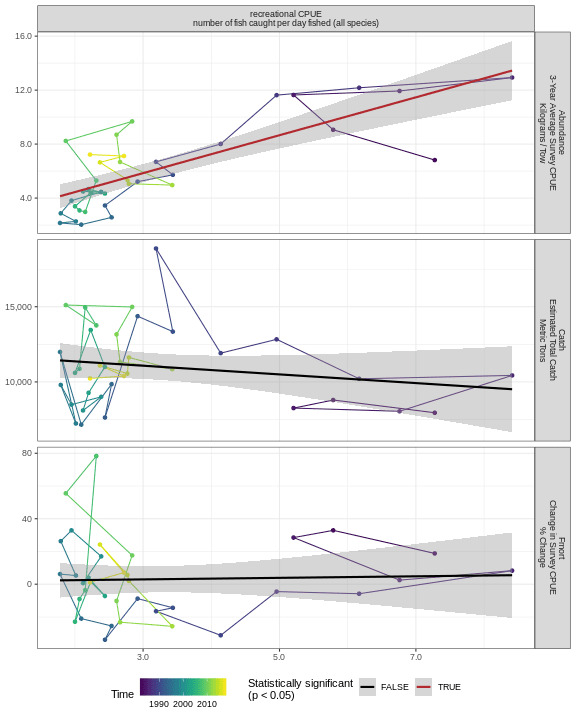 recreational CPUE
number of fish caught per day fished (all species)
16.0
12.0
8.0
4.0
Abundance
3-Year Average Survey CPUE
Kilograms / Tow
15,000
10,000
Catch
Estimated Total Catch
Metric Tons
80
40
0
Fmort
Change in Survey CPUE
% Change
3.0 5.0 7.0
Time
1990 2000 2010
Statistically significant
(p < 0.05)
FALSE
TRUE